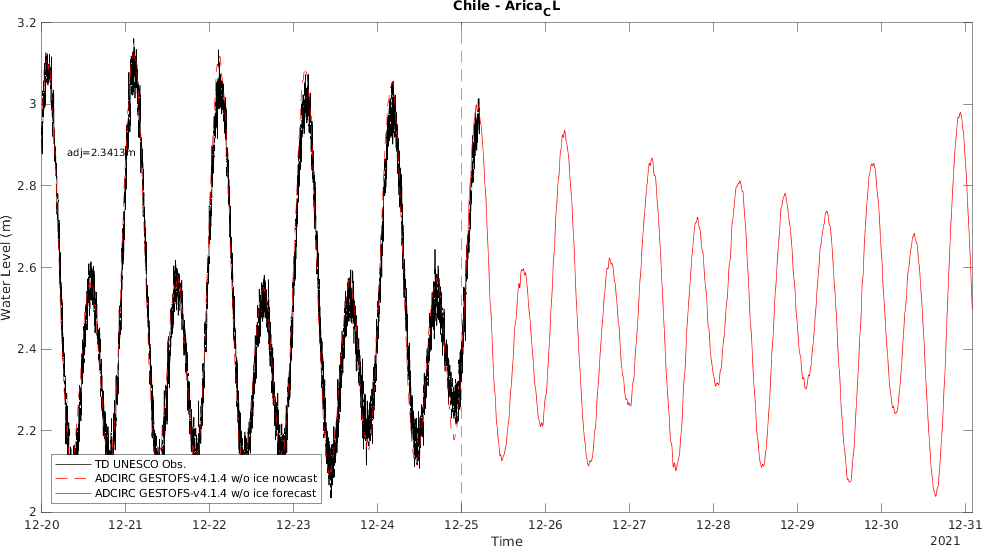 Chile - AricaCL
3.2
3
2.8
2.6
2.4
2.2
2
Water Level (m)
adj=2.3413m
TD UNESCO Obs.
ADCIRC GESTOFS-v4.1.4 w/o ice nowcast
ADCIRC GESTOFS-v4.1.4 w/o ice forecast
12-20 12-21 12-22 12-23 12-24 12-25 12-26 12-27 12-28 12-29 12-30 12-31
Time
2021